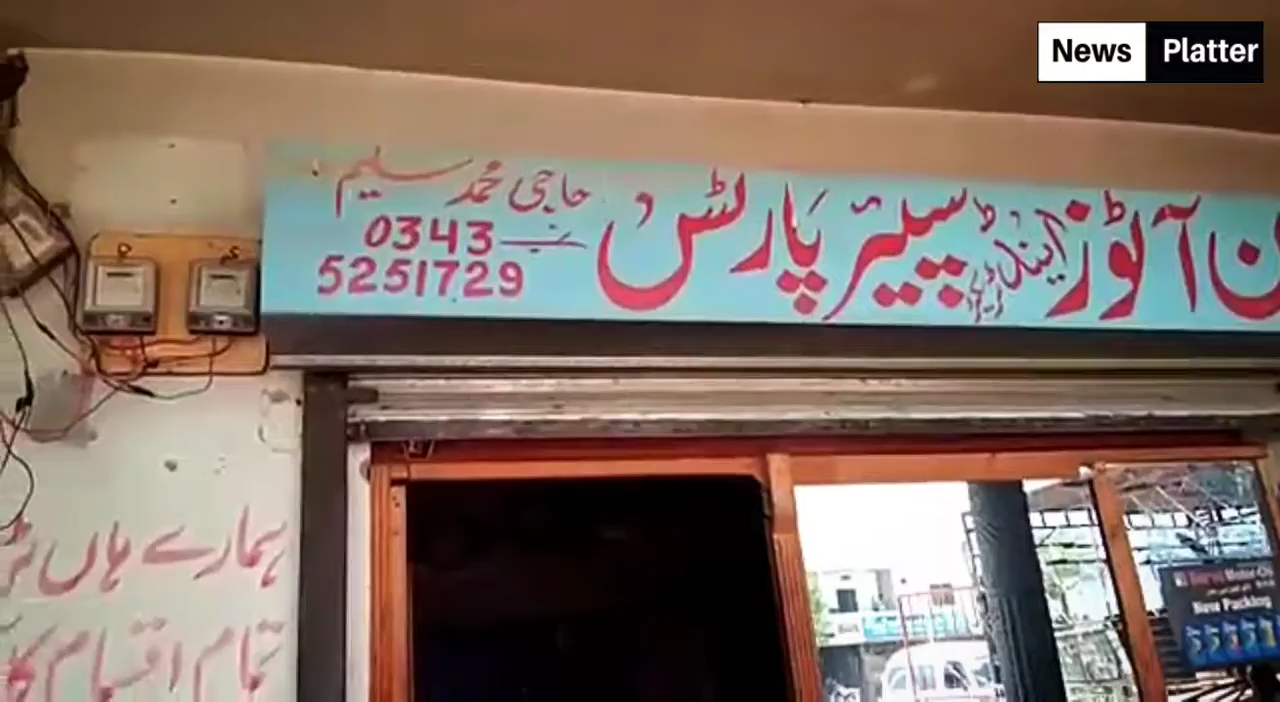 News Platter
ن آٹوز اینڈ سپیئر پارٹس
حاجی محمد سلیم
0343
5251729
P S
ہمارے ہاں
تمام اقسام کا
New Packing